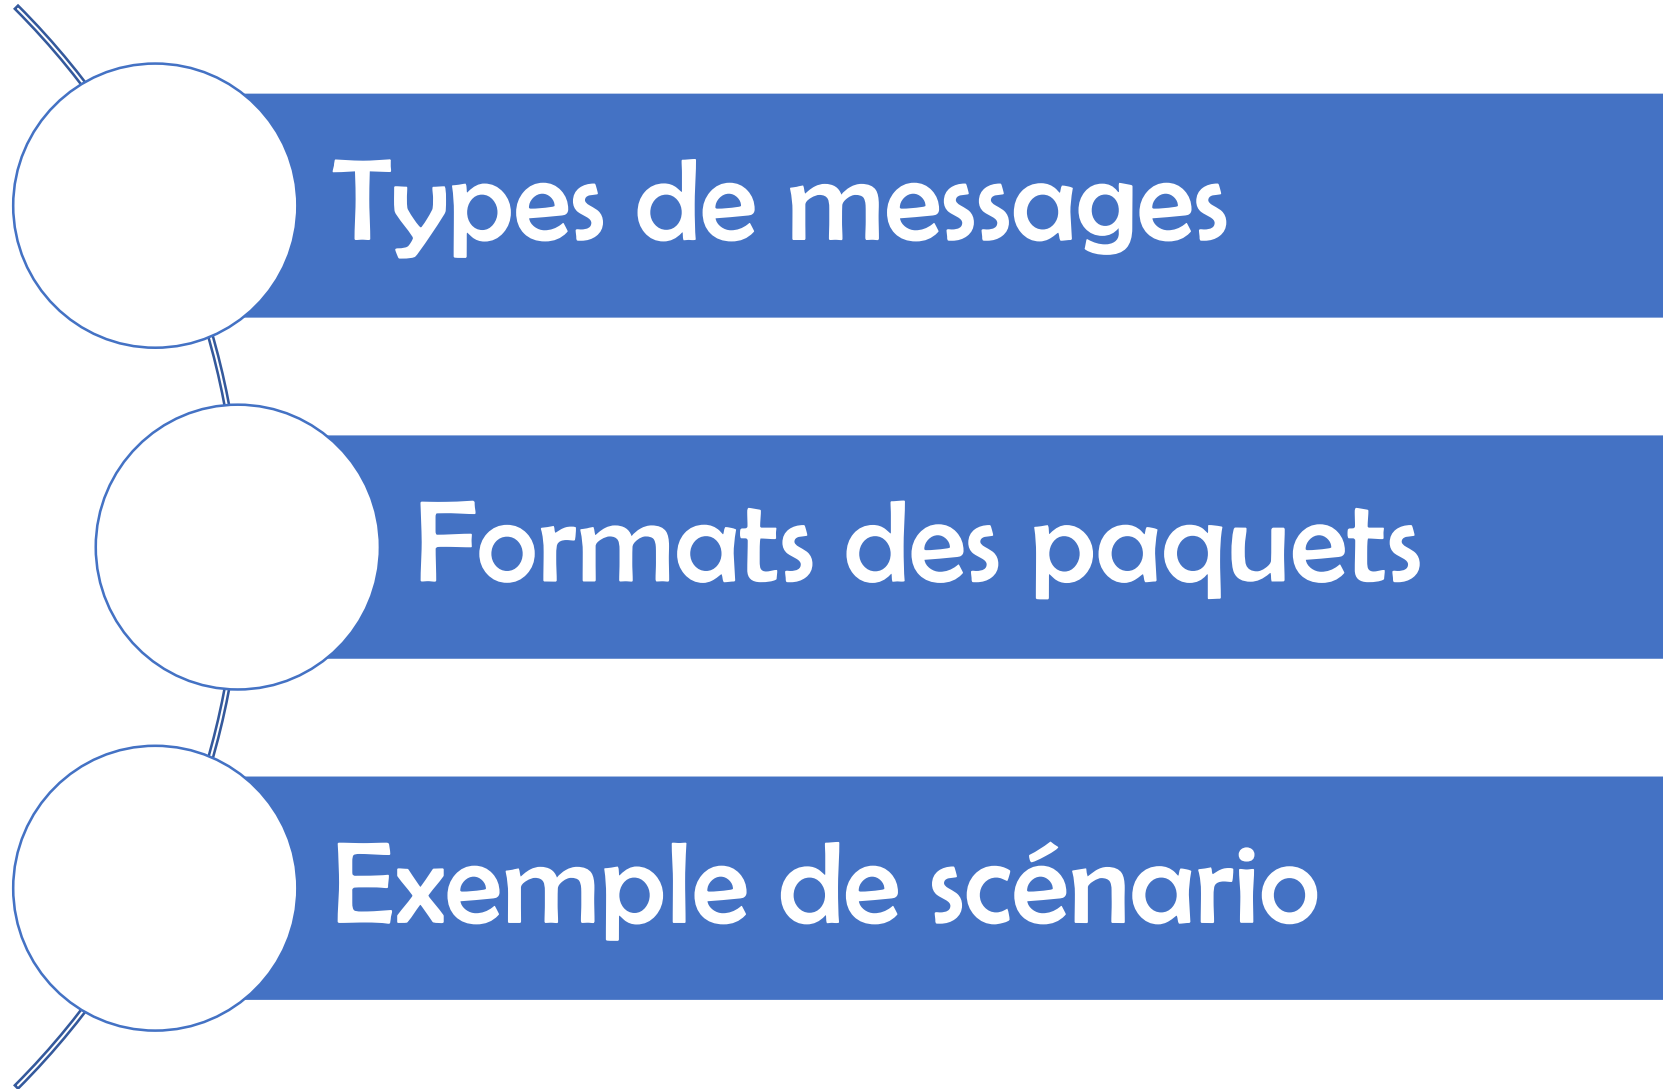 Types de messages
Formats des paquets
Exemple de scénario